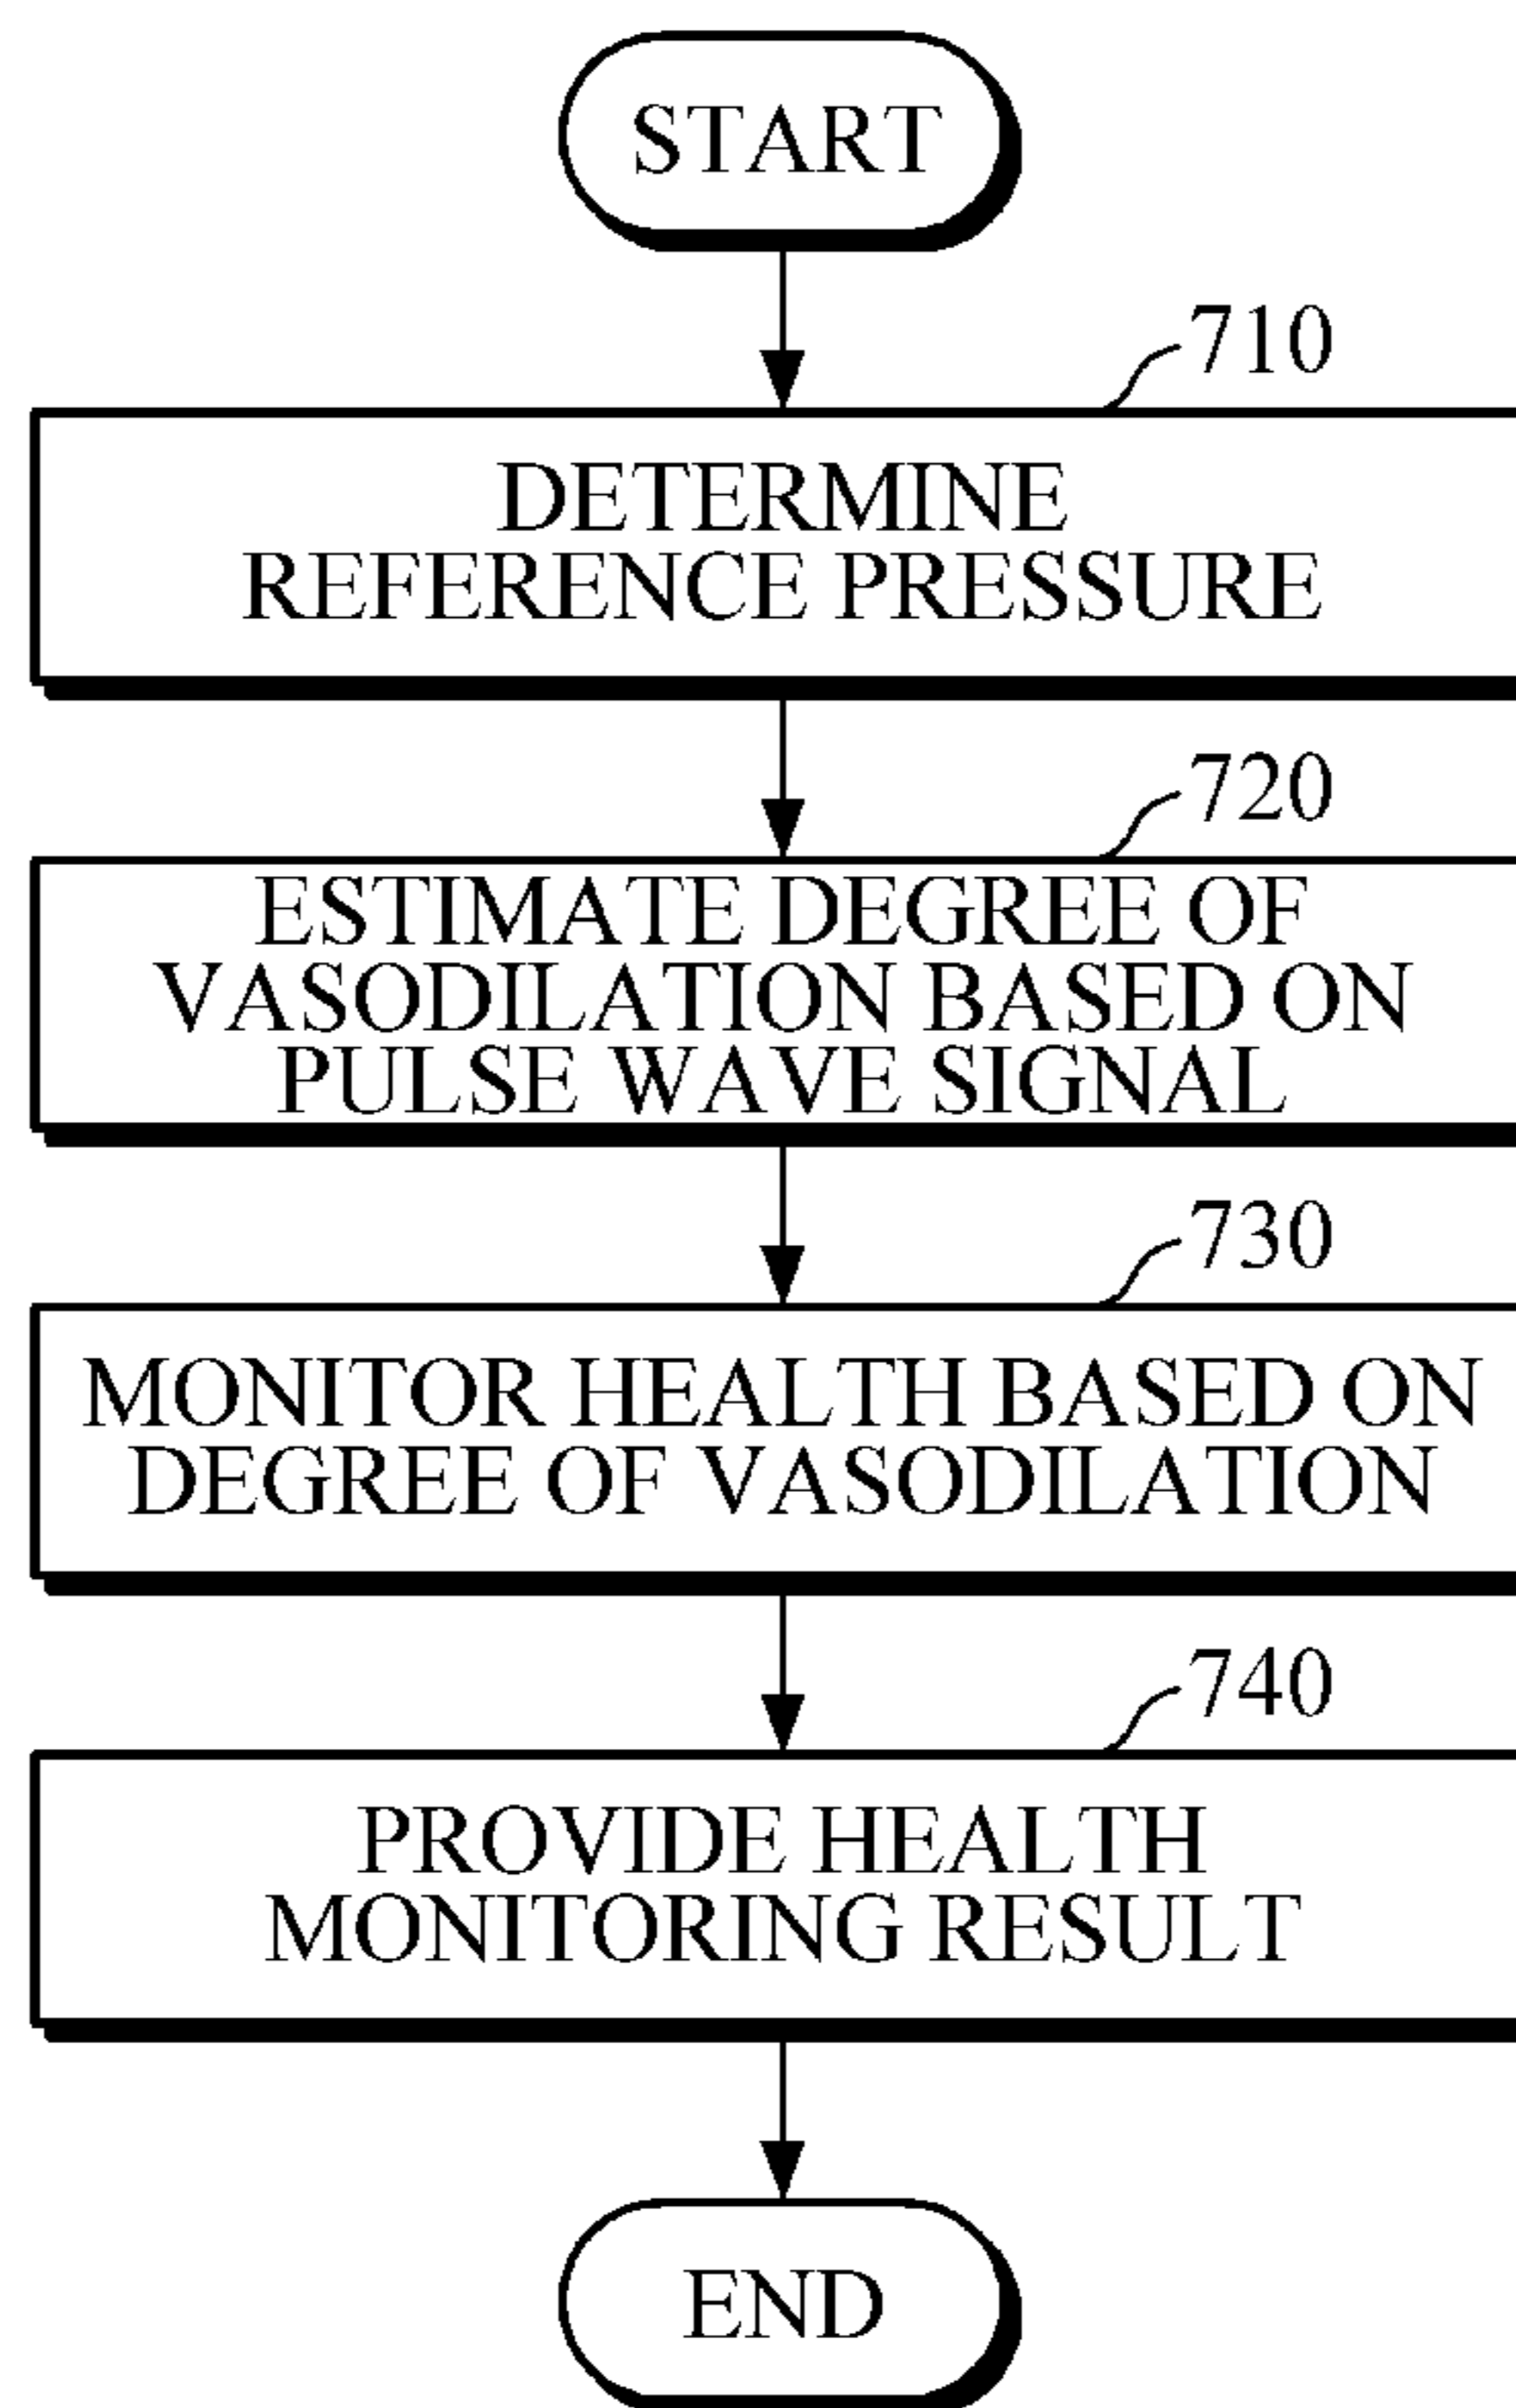 START
710
DETERMINE
REFERENCE PRESSURE
720
ESTIMATE DEGREE OF
VASODILATION BASED ON
PULSE WAVE SIGNAL
730
MONITOR HEALTH BASED ON
DEGREE OF VASODILATION
740
PROVIDE HEALTH
MONITORING RESULT
END